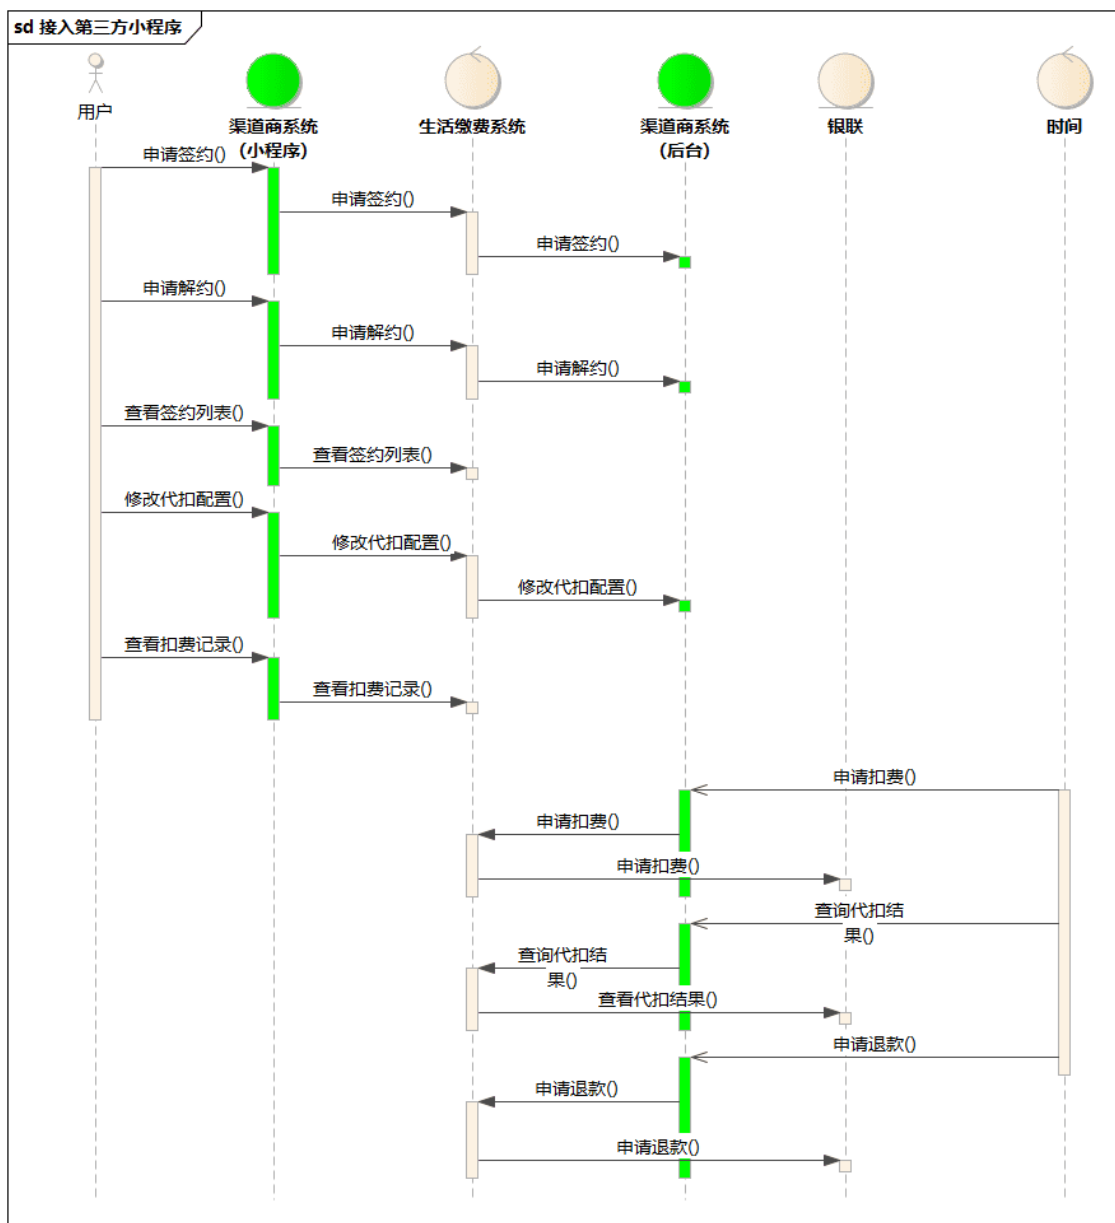 sd 接入第三方小程序
用户
渠道商系统
(小程序)
生活缴费系统
渠道商系统
(后台)
银联
时间
申请签约()
申请签约()
申请签约()
申请解约()
申请解约()
申请解约()
查看签约列表()
查看签约列表()
修改代扣配置()
修改代扣配置()
修改代扣配置()
查看扣费记录()
查看扣费记录()
申请扣费()
申请扣费()
申请扣费()
查询代扣结
果()
查询代扣结
果()
查看代扣结果()
申请退款()
申请退款()
申请退款()